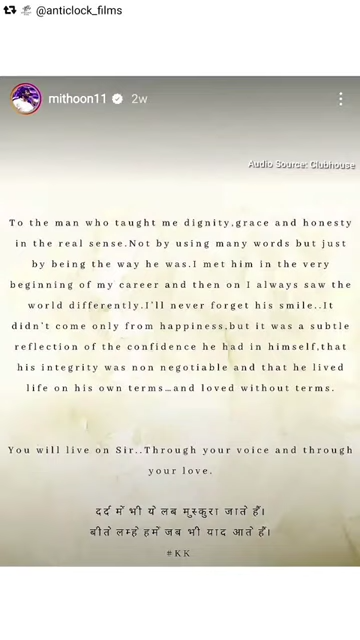 @anticlock_films
mithoon11 2w
Audio Source: Clubhouse
To the man who taught me dignity,grace and honesty
in the real sense.Not by using many words but just
by being the way he was.I met him in the very
beginning of my career and then on I always saw the
world differently.I'll never forget his smile..It
didn't come only from happiness,but it was a subtle
reflection of the confidence he had in himself,that
his integrity was non negotiable and that he lived
life on his own terms...and loved without terms.
You will live on Sir..Through your voice and through
your love.
दर्द में भी ये लब मुस्कुरा जाते हैं।
बीते लम्हे हमें जब भी याद आते हैं।
#KK